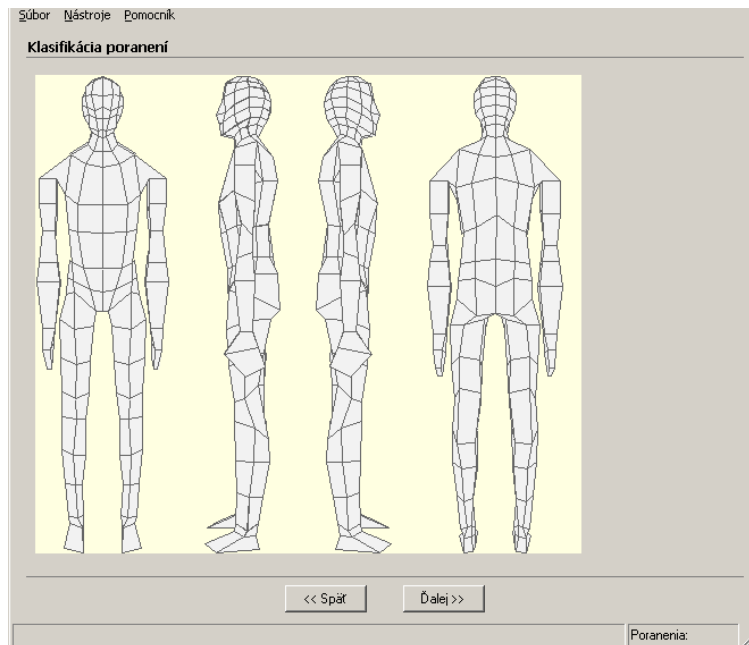 Súbor Nástroje Pomocník
Klasifikácia poranení
<< Späť Ďalej >>
Poranenia: